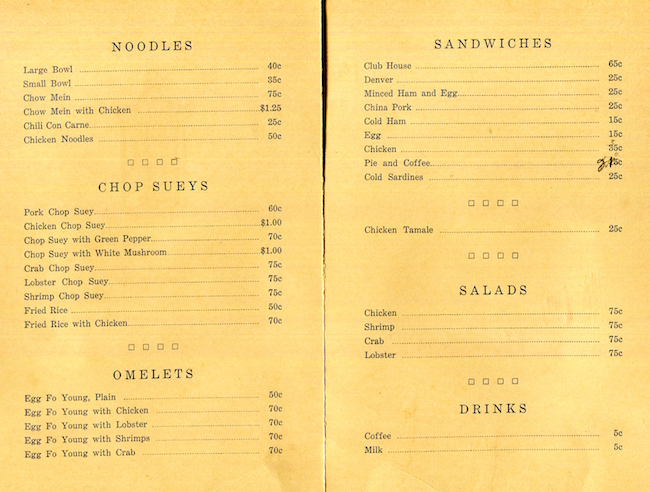 NOODLES
Large Bowl 40c
Small Bowl 35c
Chow Mein 75c
Chow Mein with Chicken $1.25
Chili Con Carne 25c
Chicken Noodles 50c
CHOP SUEYS
Pork Chop Suey 60c
Chicken Chop Suey $1.00
Chop Suey with Green Pepper 70c
Chop Suey with White Mushroom $1.00
Crab Chop Suey 75c
Lobster Chop Suey 75c
Shrimp Chop Suey 75c
Fried Rice 50c
Fried Rice with Chicken 70c
OMELETS
Egg Fo Young, Plain 50c
Egg Fo Young with Chicken 70c
Egg Fo Young with Lobster 70c
Egg Fo Young with Shrimps 70c
Egg Fo Young with Crab 70c
SANDWICHES
Club House 65c
Denver 25c
Minced Ham and Egg 25c
China Pork 25c
Cold Ham 15c
Egg 15c
Chicken 35c
Pie and Coffee
Cold Sardines 25c
Chicken Tamale 25c
SALADS
Chicken 75c
Shrimp 75c
Crab 75c
Lobster 75c
DRINKS
Coffee 5c
Milk 5c